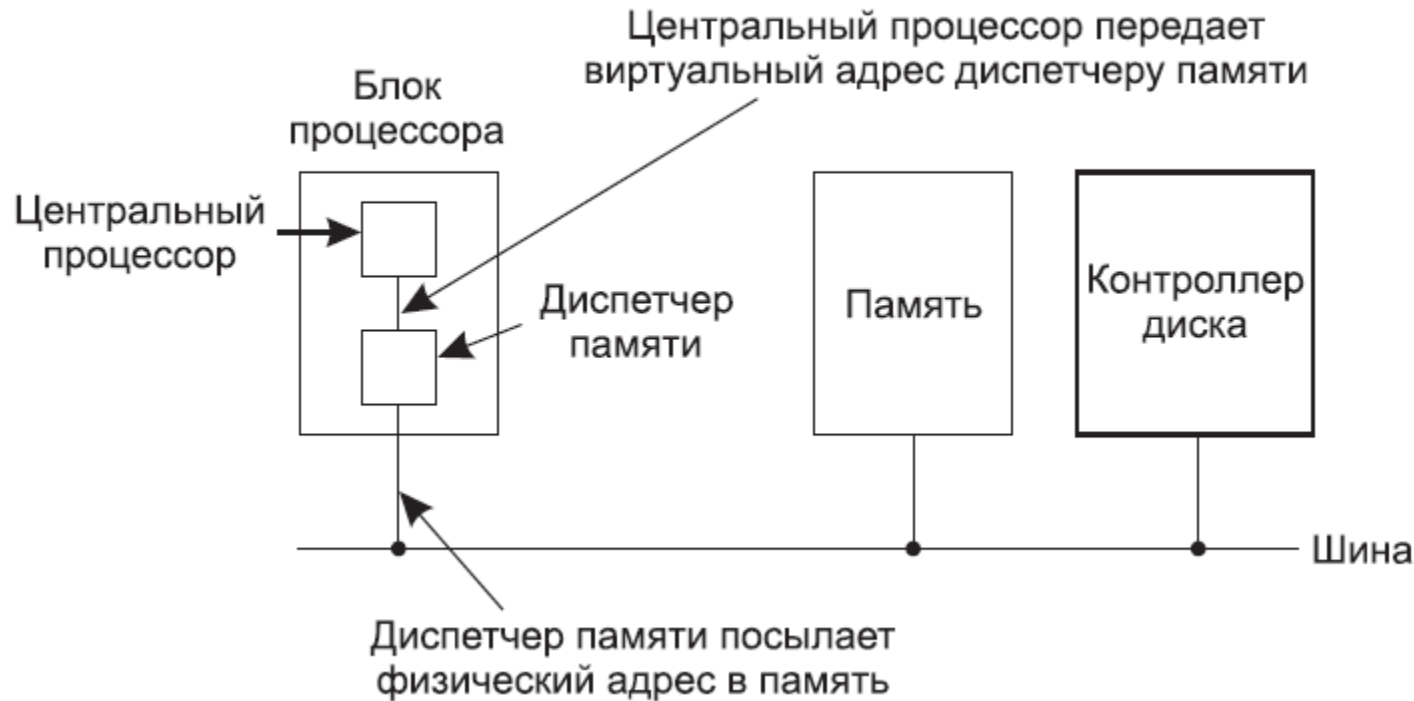 Центральный процессор передает
виртуальный адрес диспетчеру памяти
Блок
процессора
Центральный
процессор
Диспетчер
памяти
Память
Контроллер
диска
Шина
Диспетчер памяти посылает
физический адрес в память